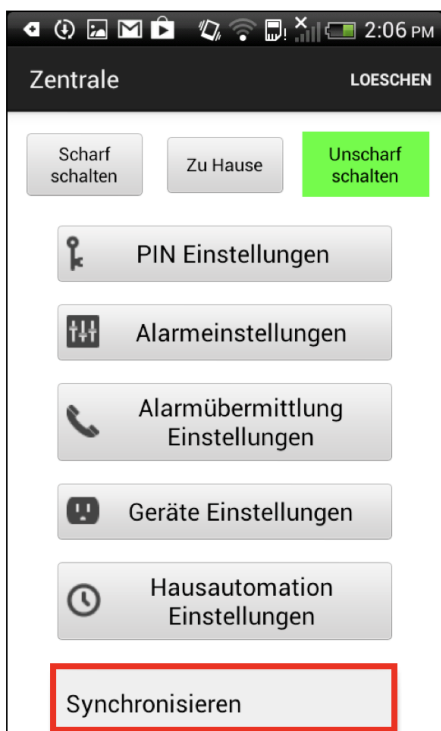 2:06 PM
Zentrale
LOESCHEN
Scharf
schalten
Zu Hause
Unscharf
schalten
PIN Einstellungen
Alarmeinstellungen
Alarmübermittlung
Einstellungen
Geräte Einstellungen
Hausautomation
Einstellungen
Synchronisieren